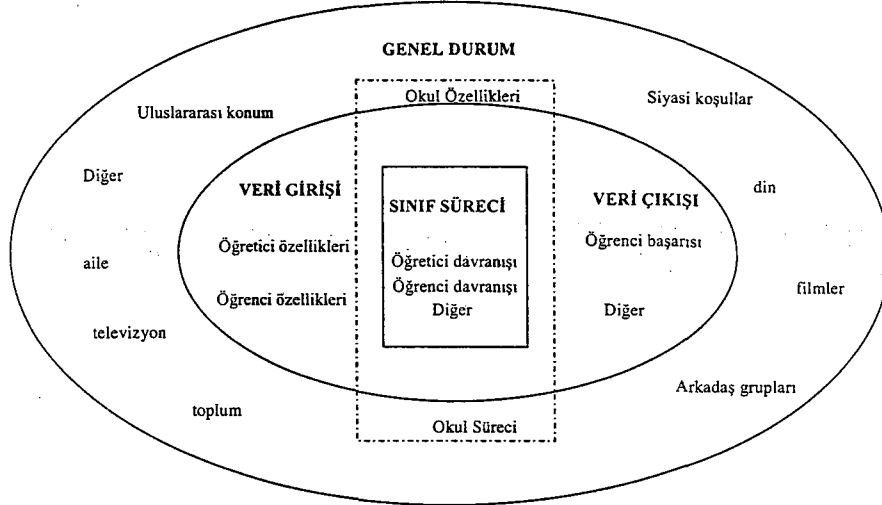 GENEL DURUM
Okul Özellikleri
Siyasi koşullar
Uluslararası konum
Diğer
din
VERİ GİRİŞİ
SINIF SÜRECİ
VERİ ÇIKIŞI
Öğretici özellikleri
Öğretici davranışı
Öğrenci başarısı
aile
Öğrenci özellikleri
Öğrenci davranışı
Diğer
Diğer
filmler
televizyon
Arkadaş grupları
toplum
Okul Süreci